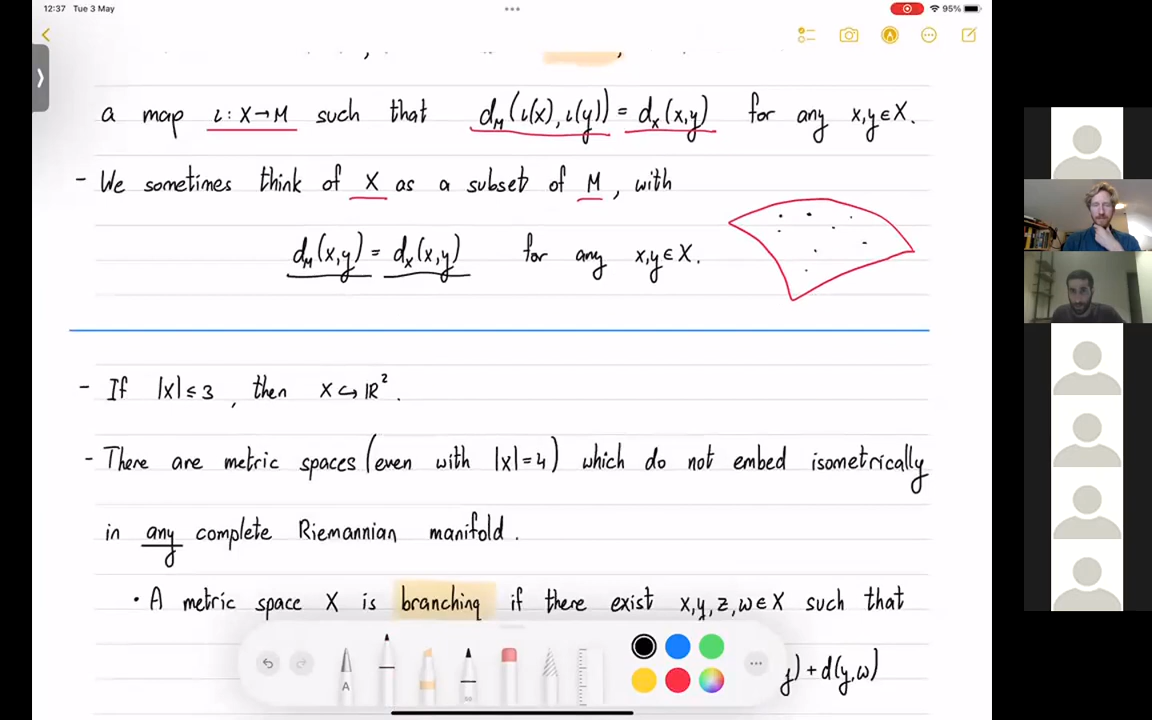 12:37 Tue 3 May
95%
a map ι: X→M such that d_M(ι(x), ι(y)) = d_X(x,y) for any x,y∈X.
- We sometimes think of X as a subset of M, with
d_M(x,y) = d_X(x,y) for any x,y∈X.
- If |X|≤3, then X↪ℝ².
- There are metric spaces (even with |X|=4) which do not embed isometrically
in any complete Riemannian manifold.
• A metric space X is branching if there exist x,y,z,w∈X such that
y) + d(y,w)
A
50